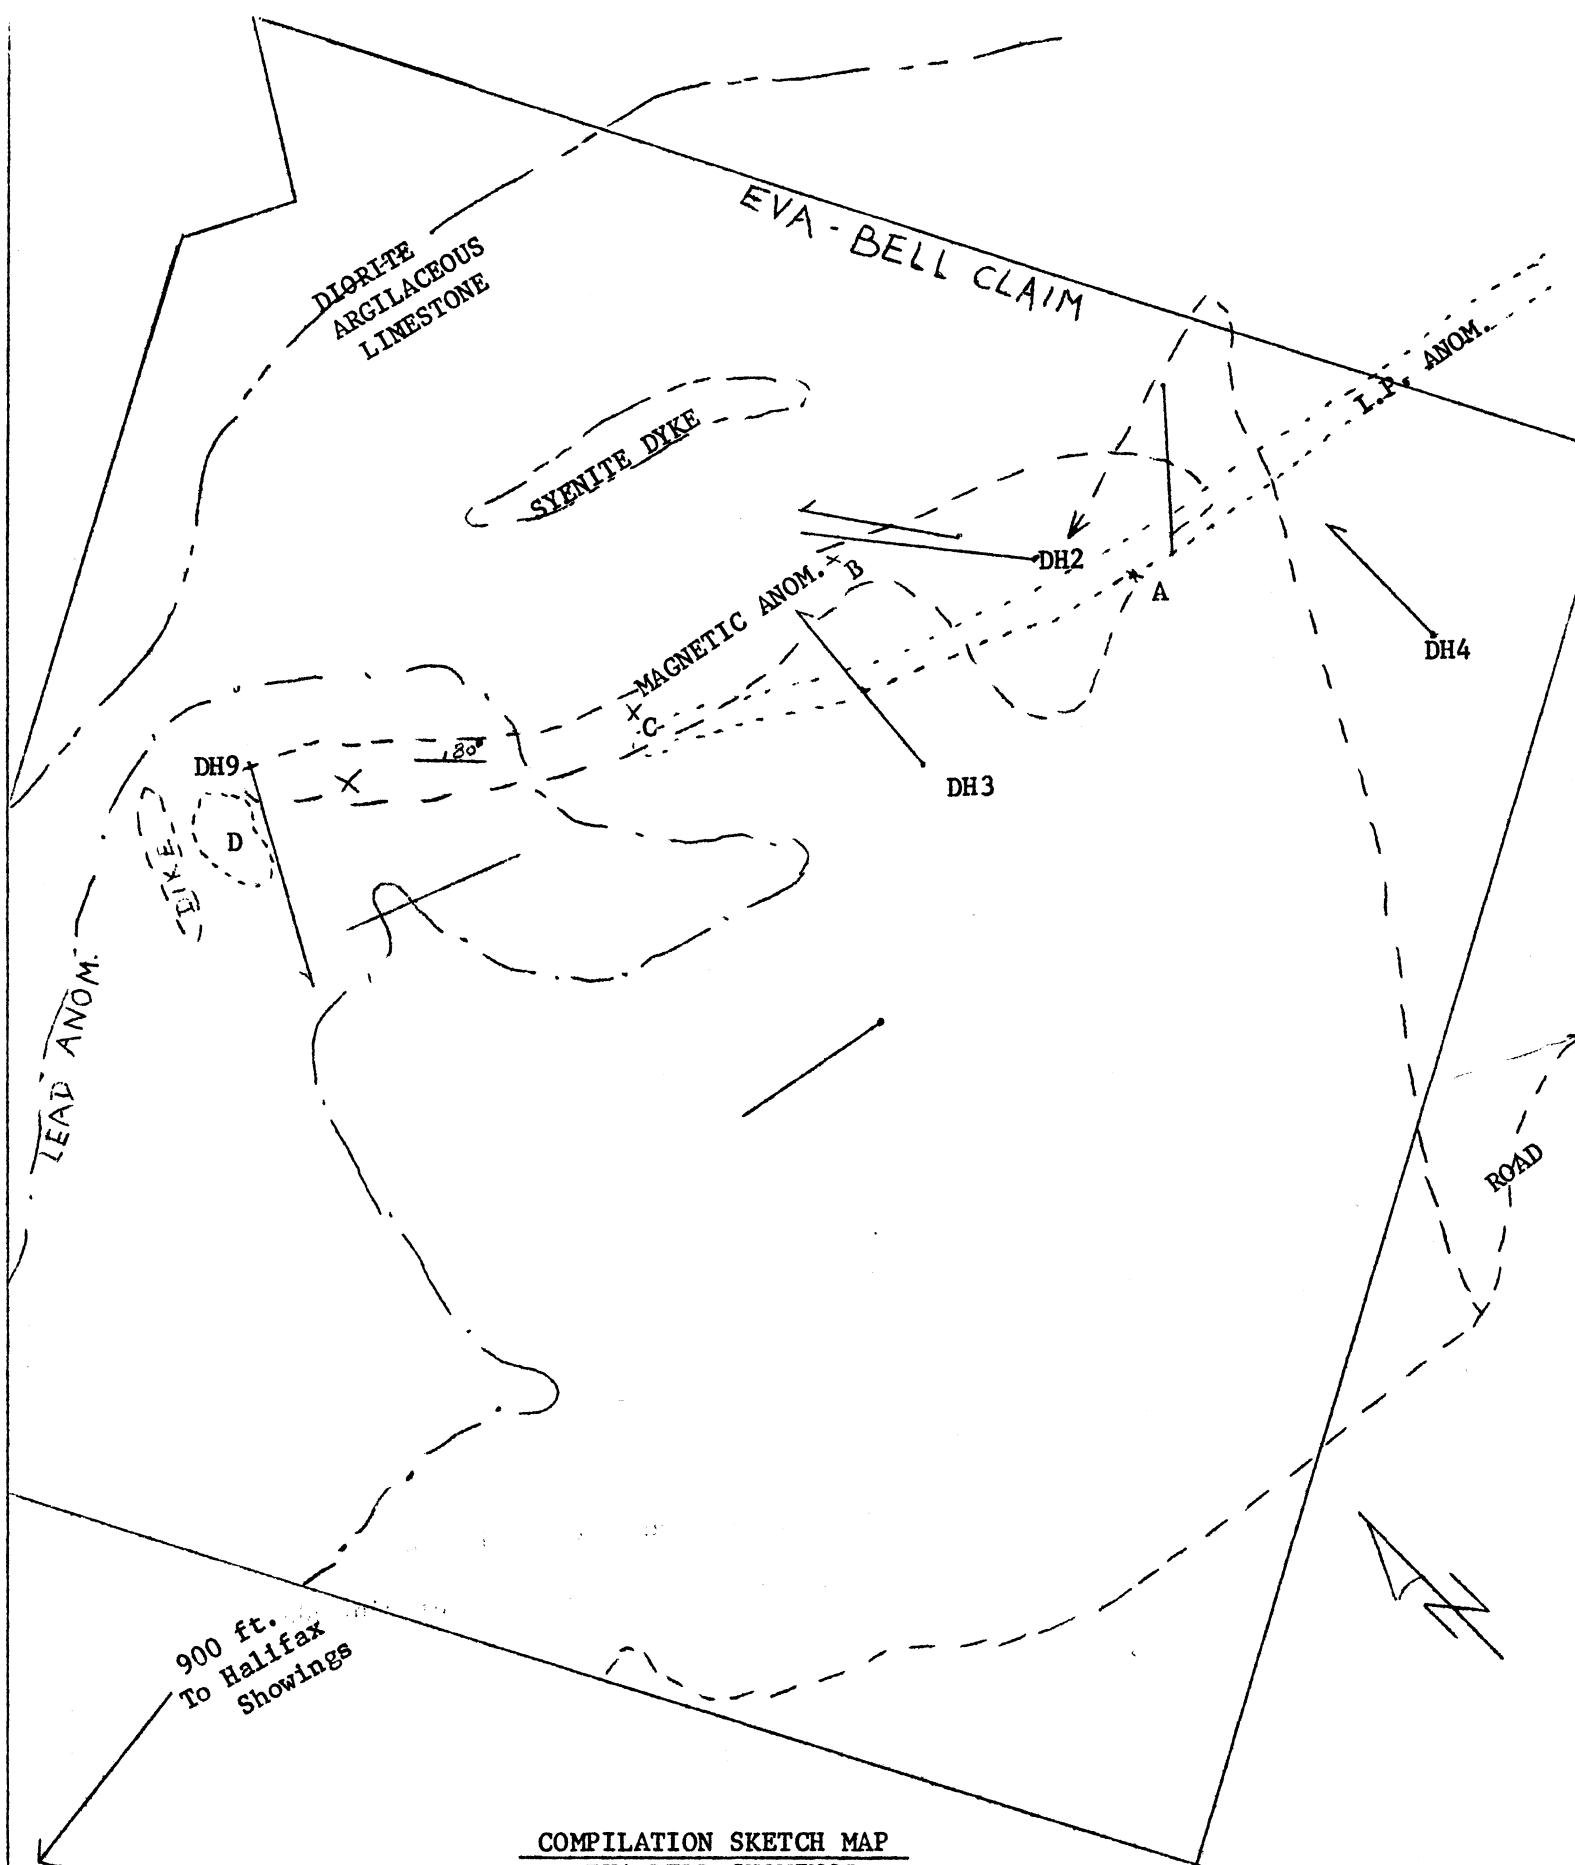 EVA-BELL CLAIM
DIORITE
ARGILACEOUS
LIMESTONE
I.P. ANOM.
SYENITE DYKE
DH2
B
A
MAGNETIC ANOM.
DH4
C
80°
DH9
DH3
D
DIKE
LEAD ANOM.
ROAD
N
900 ft.
To Halifax
Showings
COMPILATION SKETCH MAP